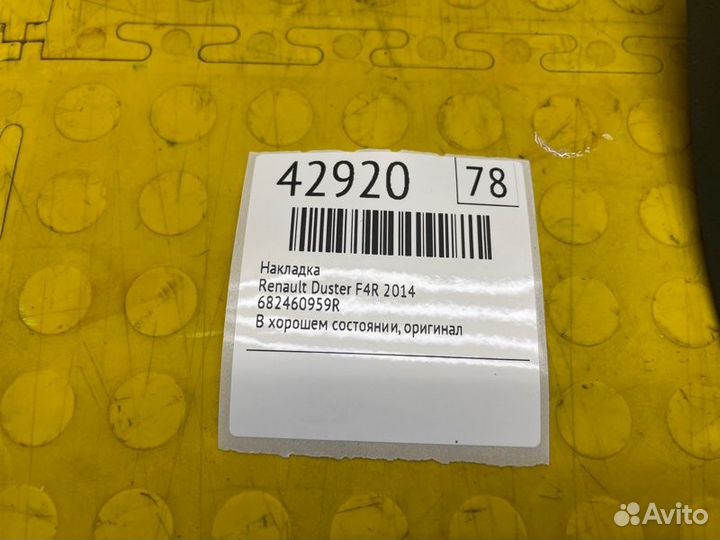 42920
78
Накладка
Renault Duster F4R 2014
682460959R
В хорошем состоянии, оригинал
Avito